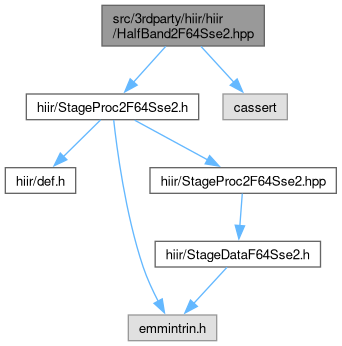 src/3rdparty/hiir/hiir
/HalfBand2F64Sse2.hpp
hiir/StageProc2F64Sse2.h
cassert
hiir/def.h
hiir/StageProc2F64Sse2.hpp
hiir/StageDataF64Sse2.h
emmintrin.h